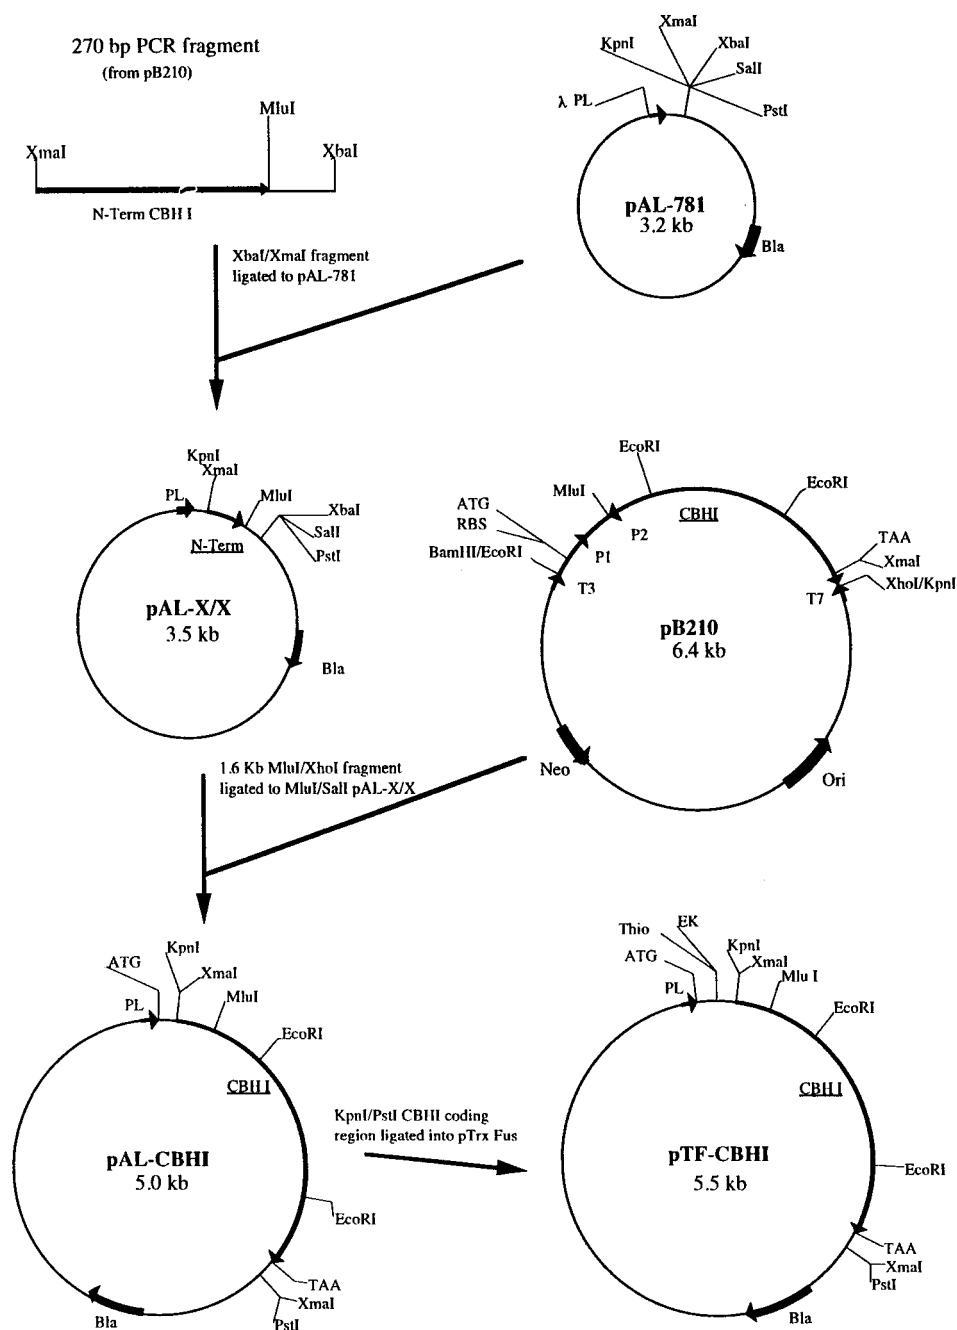 270 bp PCR fragment
(from pB210)
MluI
XmaI
XbaI
N-Term CBH I
XmaI
KpnI
XbaI
SalI
λ PL
PstI
pAL-781
3.2 kb
Bla
XbaI/XmaI fragment
ligated to pAL-781
KpnI
XmaI
PL
MluI
XbaI
SalI
PstI
N-Term
pAL-X/X
3.5 kb
Bla
EcoRI
EcoRI
MluI
CBHI
ATG
RBS
P2
P1
BamHI/EcoRI
T3
TAA
XmaI
XhoI/KpnI
T7
pB210
6.4 kb
Neo
Ori
1.6 Kb MluI/XhoI fragment
ligated to MluI/SalI pAL-X/X
KpnI
ATG
XmaI
PL
MluI
EcoRI
CBH I
pAL-CBHI
5.0 kb
EcoRI
TAA
XmaI
PstI
Bla
KpnI/PstI CBHI coding
region ligated into pTrx Fus
EK
Thio
KpnI
ATG
XmaI
PL
Mlu I
EcoRI
CBH I
pTF-CBHI
5.5 kb
EcoRI
TAA
XmaI
PstI
Bla